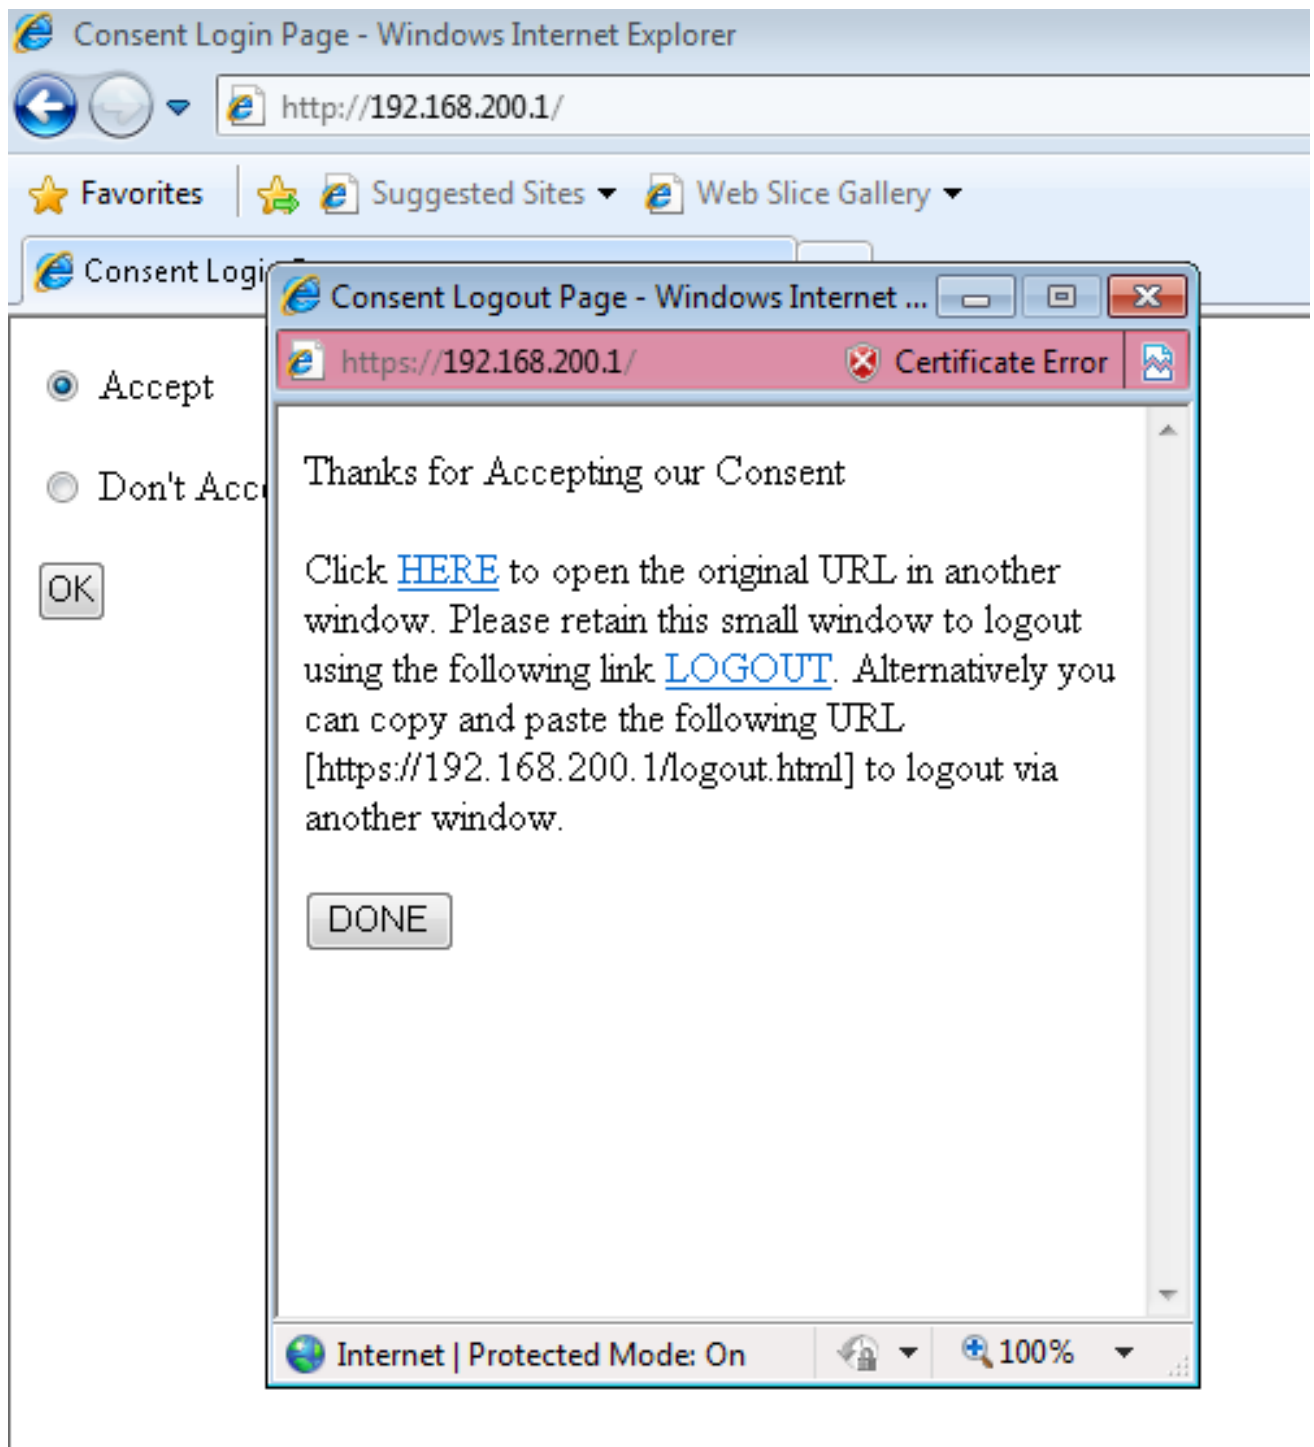 Consent Login Page - Windows Internet Explorer
http://192.168.200.1/
Favorites Suggested Sites Web Slice Gallery
Consent Logi
Consent Logout Page - Windows Internet ...
https://192.168.200.1/ Certificate Error
Accept
Don't Acc
OK
Thanks for Accepting our Consent
Click HERE to open the original URL in another
window. Please retain this small window to logout
using the following link LOGOUT. Alternatively you
can copy and paste the following URL
[https://192.168.200.1/logout.html] to logout via
another window.
DONE
Internet | Protected Mode: On 100%